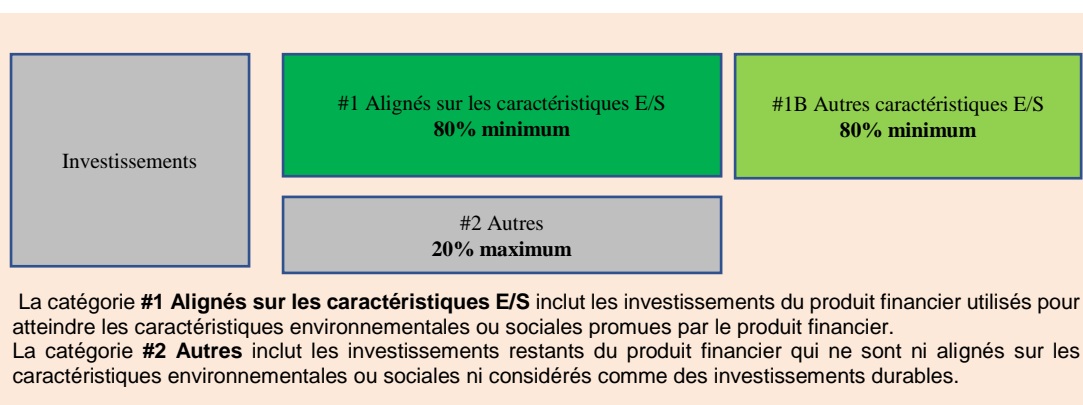 Investissements
#1 Alignés sur les caractéristiques E/S
80% minimum
#1B Autres caractéristiques E/S
80% minimum
#2 Autres
20% maximum
La catégorie #1 Alignés sur les caractéristiques E/S inclut les investissements du produit financier utilisés pour
atteindre les caractéristiques environnementales ou sociales promues par le produit financier.
La catégorie #2 Autres inclut les investissements restants du produit financier qui ne sont ni alignés sur les
caractéristiques environnementales ou sociales ni considérés comme des investissements durables.